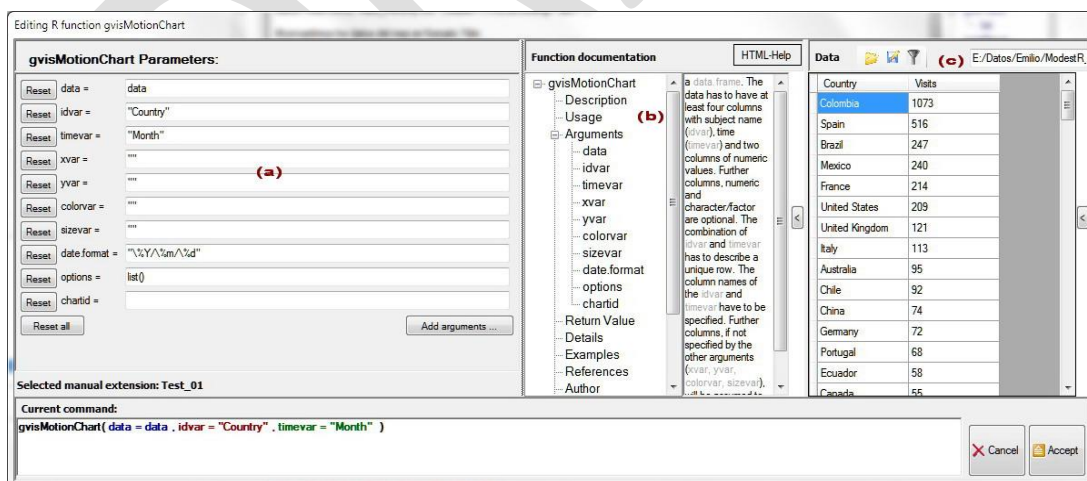 Editing R function gvisMotionChart
gvisMotionChart Parameters:
Reset data = data
Reset idvar = "Country"
Reset timevar = "Month"
Reset xvar = ""
Reset yvar = ""
Reset colorvar = ""
Reset sizevar = ""
Reset date.format = "\%Y/\%m/\%d"
Reset options = list()
Reset chartid =
(a)
Reset all
Add arguments ...
Selected manual extension: Test_01
Function documentation
HTML-Help
gvisMotionChart
Description
Usage
(b)
Arguments
data
idvar
timevar
xvar
yvar
colorvar
sizevar
date.format
options
chartid
Return Value
Details
Examples
References
Author
a data.frame. The
data has to have at
least four columns
with subject name
(idvar), time
(timevar) and two
columns of numeric
values. Further
columns, numeric
and
character/factor
are optional. The
combination of
idvar and timevar
has to describe a
unique row. The
column names of
the idvar and
timevar have to be
specified. Further
columns, if not
specified by the
other arguments
(xvar, yvar,
colorvar, sizevar),
will be assumed to
Data
(c)
E:/Datos/Emilio/ModestR_
Country Visits
Colombia 1073
Spain 516
Brazil 247
Mexico 240
France 214
United States 209
United Kingdom 121
Italy 113
Australia 95
Chile 92
China 74
Germany 72
Portugal 68
Ecuador 58
Canada 55
Current command:
gvisMotionChart( data = data , idvar = "Country" , timevar = "Month" )
Cancel
Accept